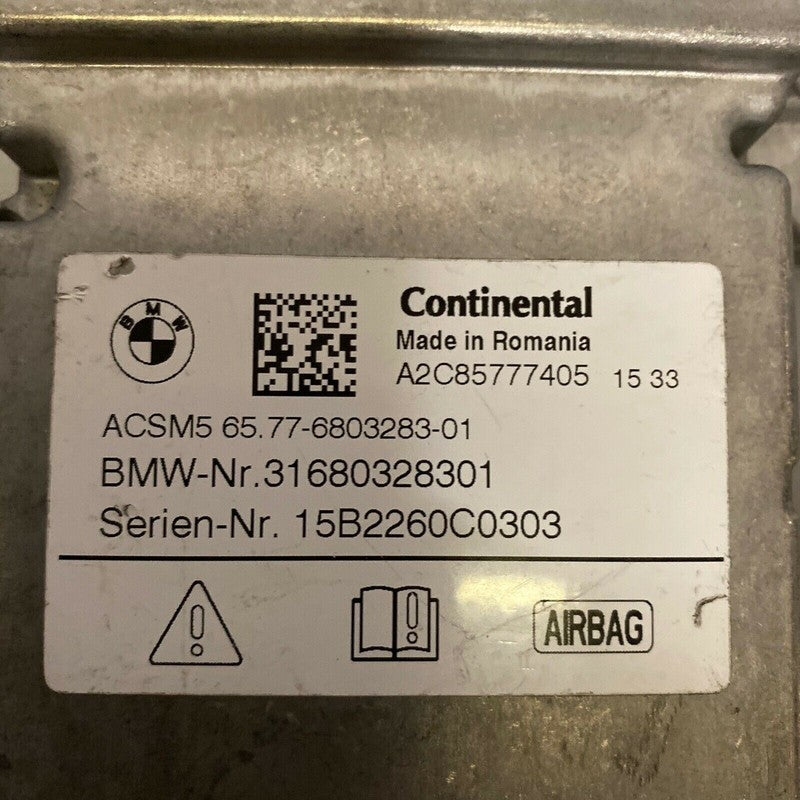 BMW
Continental
Made in Romania
A2C85777405 15 33
ACSM5 65.77-6803283-01
BMW-Nr.31680328301
Serien-Nr. 15B2260C0303
AIRBAG